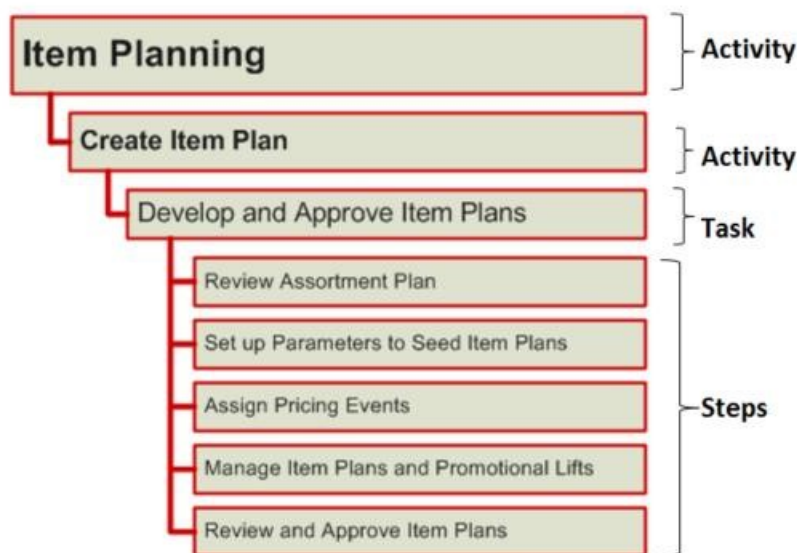 Item Planning
Activity
Create Item Plan
Activity
Develop and Approve Item Plans
Task
Review Assortment Plan
Set up Parameters to Seed Item Plans
Assign Pricing Events
Steps
Manage Item Plans and Promotional Lifts
Review and Approve Item Plans